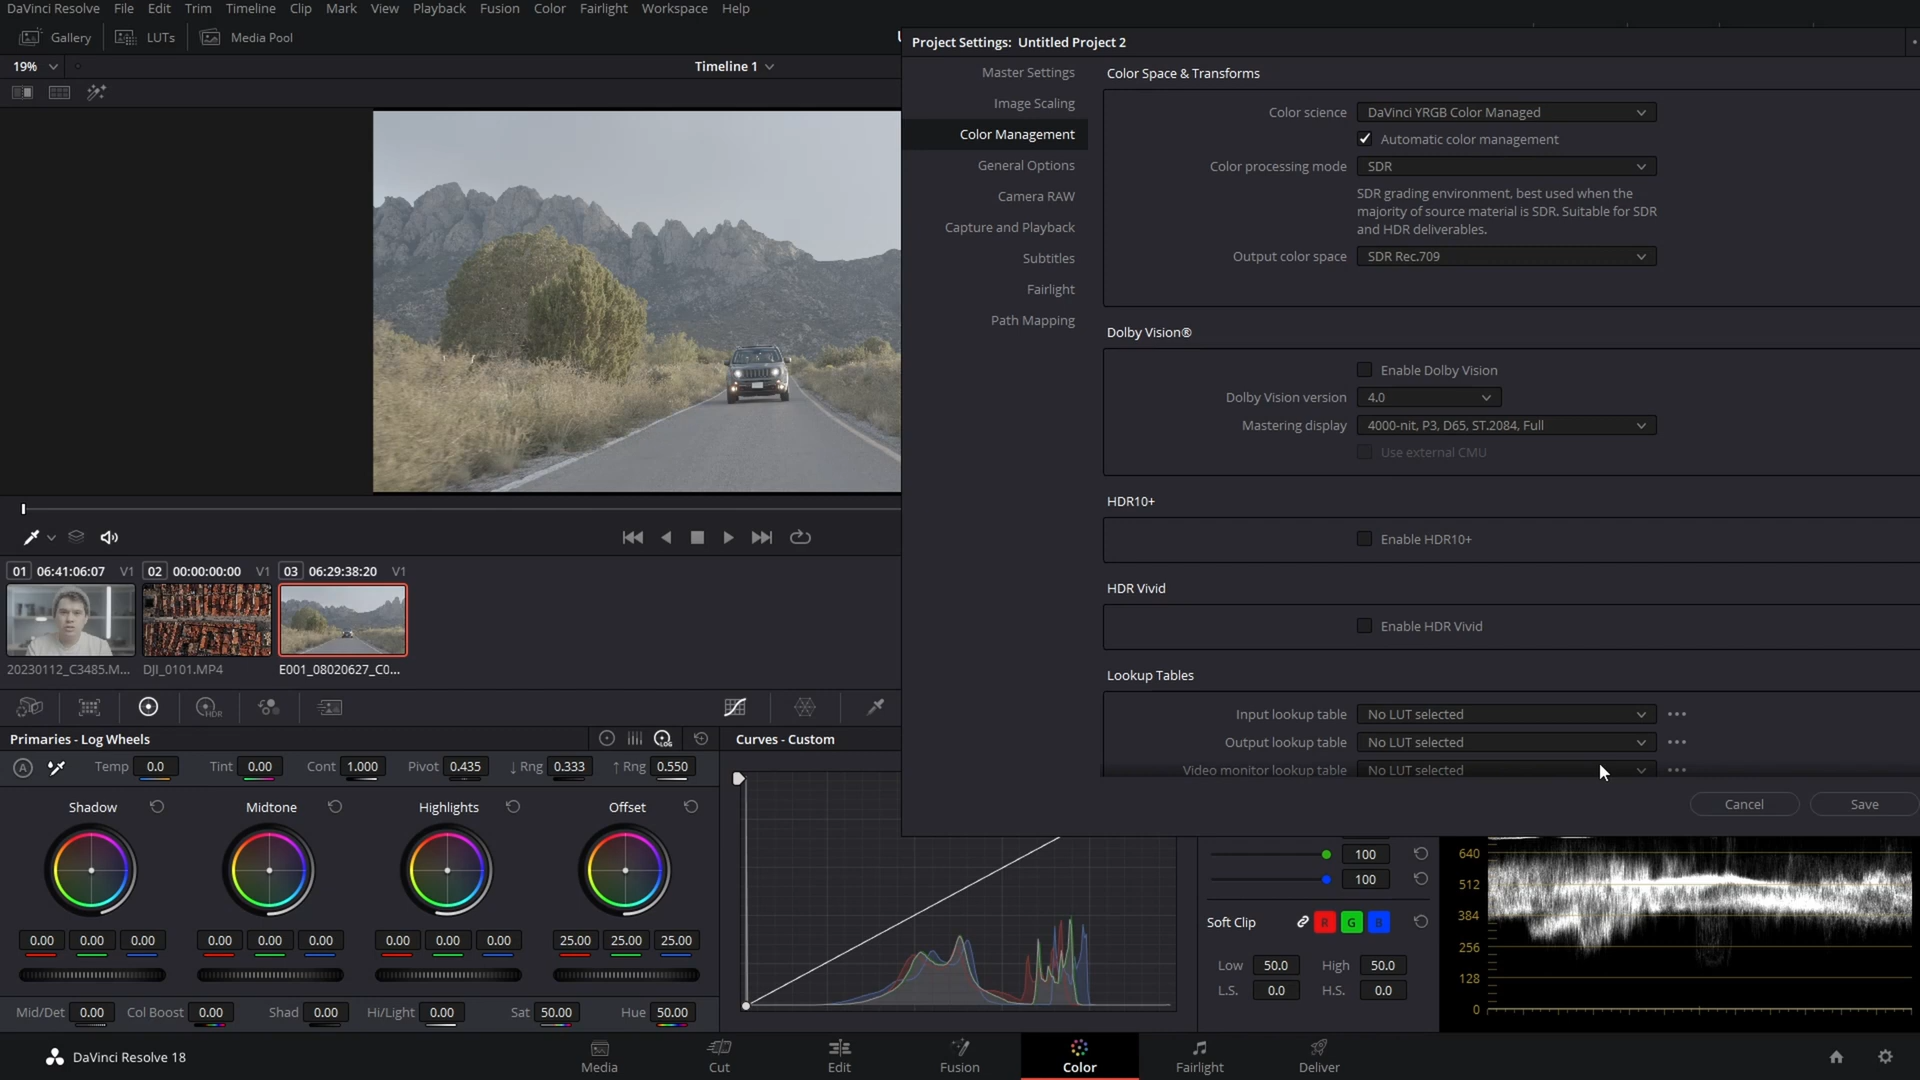 DaVinci Resolve File Edit Trim Timeline Clip Mark View Playback Fusion Color Fairlight Workspace Help
Gallery LUTs Media Pool
19% Timeline 1
Project Settings: Untitled Project 2
Master Settings
Image Scaling
Color Management
General Options
Camera RAW
Capture and Playback
Subtitles
Fairlight
Path Mapping
Color Space & Transforms
Color science DaVinci YRGB Color Managed
Automatic color management
Color processing mode SDR
SDR grading environment, best used when the
majority of source material is SDR. Suitable for SDR
and HDR deliverables.
Output color space SDR Rec.709
Dolby Vision®
Enable Dolby Vision
Dolby Vision version 4.0
Mastering display 4000-nit, P3, D65, ST.2084, Full
Use external CMU
HDR10+
Enable HDR10+
HDR Vivid
Enable HDR Vivid
Lookup Tables
Input lookup table No LUT selected
Output lookup table No LUT selected
Video monitor lookup table No LUT selected
Cancel Save
01 06:41:06:07 V1 02 00:00:00:00 V1 03 06:29:38:20 V1
20230112_C3485.M... DJI_0101.MP4 E001_08020627_C0...
HDR
Primaries - Log Wheels LOG Curves - Custom
A Temp 0.0 Tint 0.00 Cont 1.000 Pivot 0.435 ↓ Rng 0.333 ↑ Rng 0.550
Shadow Midtone Highlights Offset
0.00 0.00 0.00 0.00 0.00 0.00 0.00 0.00 0.00 25.00 25.00 25.00
Mid/Det 0.00 Col Boost 0.00 Shad 0.00 Hi/Light 0.00 Sat 50.00 Hue 50.00
100
100
Soft Clip R G B
Low 50.0 High 50.0
L.S. 0.0 H.S. 0.0
640
512
384
256
128
0
DaVinci Resolve 18 Media Cut Edit Fusion Color Fairlight Deliver